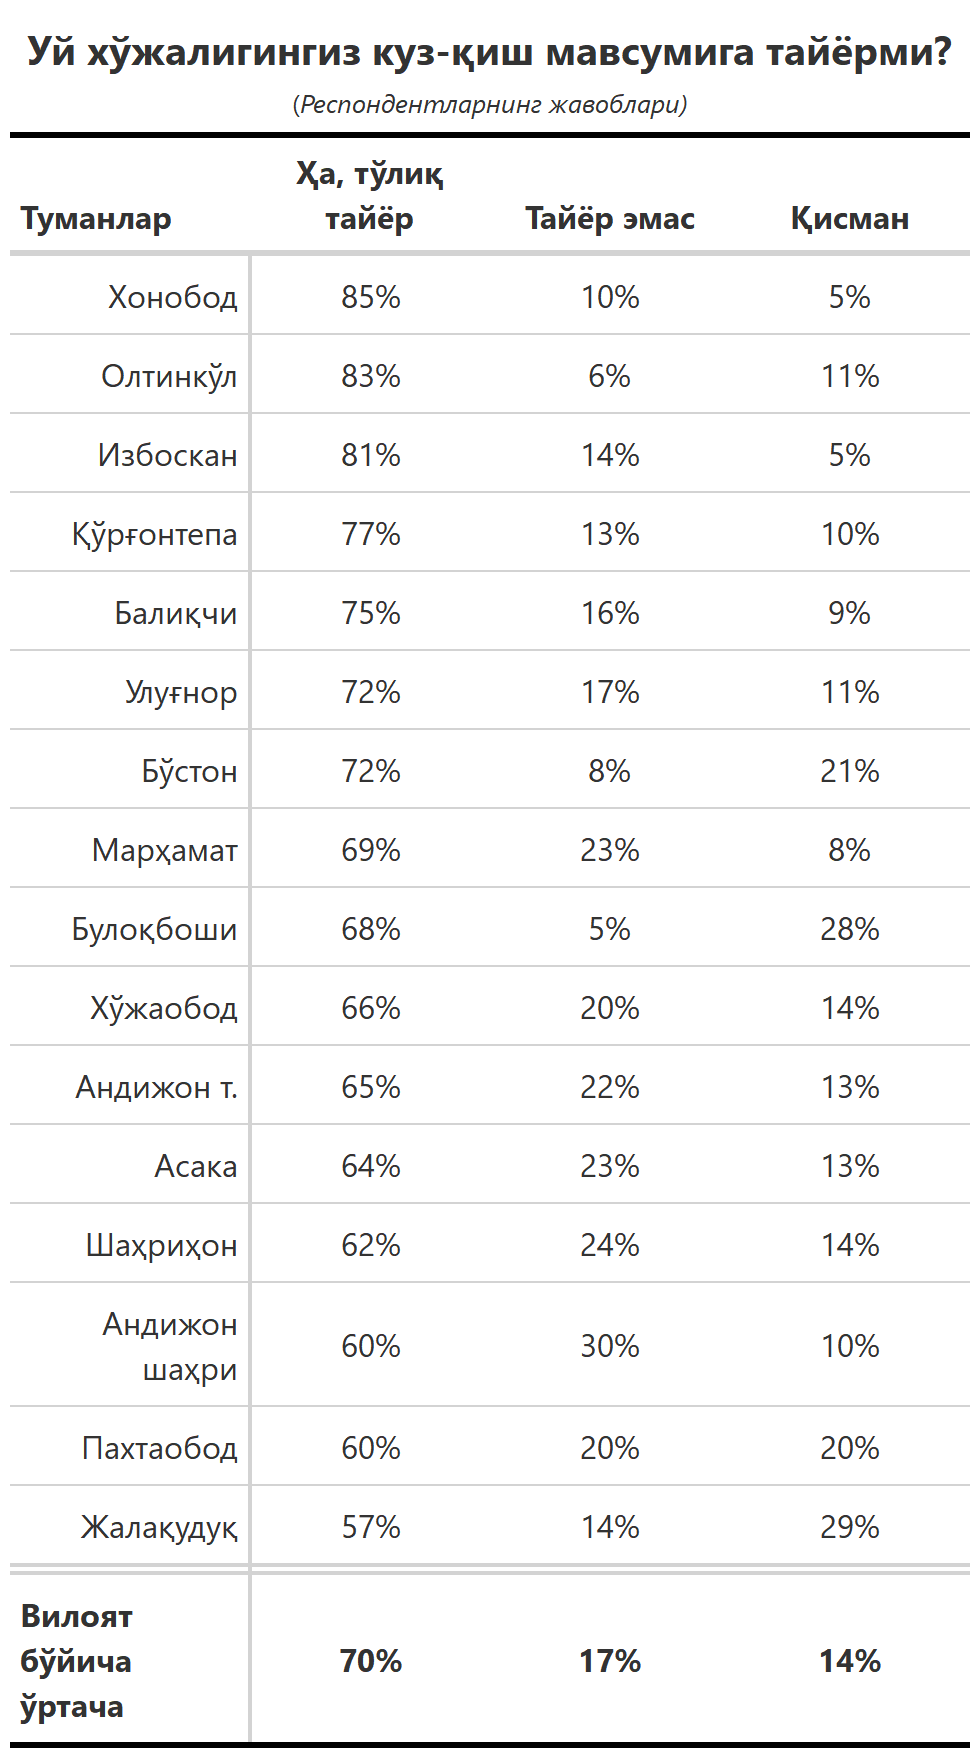 Уй хўжалигингиз куз-қиш мавсумига тайёрми?
(Респондентларнинг жавоблари)
Туманлар Ҳа, тўлиқ тайёр Тайёр эмас Қисман
Хонобод 85% 10% 5%
Олтинкўл 83% 6% 11%
Избоскан 81% 14% 5%
Қўрғонтепа 77% 13% 10%
Балиқчи 75% 16% 9%
Улуғнор 72% 17% 11%
Бўстон 72% 8% 21%
Марҳамат 69% 23% 8%
Булоқбоши 68% 5% 28%
Хўжаобод 66% 20% 14%
Андижон т. 65% 22% 13%
Асака 64% 23% 13%
Шаҳриҳон 62% 24% 14%
Андижон шаҳри 60% 30% 10%
Пахтаобод 60% 20% 20%
Жалақудуқ 57% 14% 29%
Вилоят бўйича ўртача 70% 17% 14%